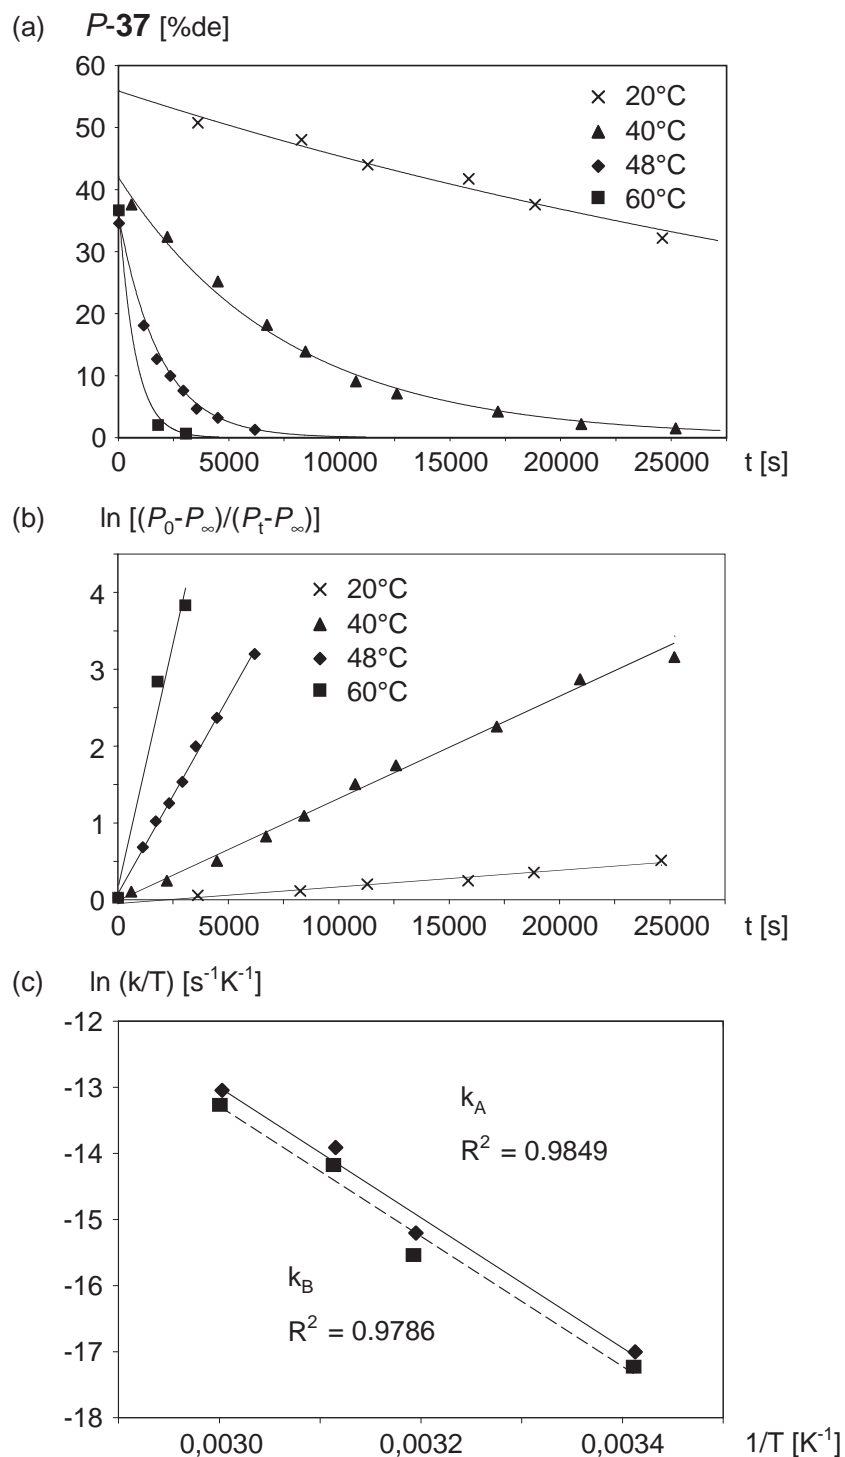 (a) P-37 [%de]
60
50
40
30
20
10
0
× 20°C
▲ 40°C
◆ 48°C
■ 60°C
0 5000 10000 15000 20000 25000 t [s]
(b) ln [(P₀-P∞)/(Pₜ-P∞)]
4
3
2
1
0
× 20°C
▲ 40°C
◆ 48°C
■ 60°C
0 5000 10000 15000 20000 25000 t [s]
(c) ln (k/T) [s⁻¹K⁻¹]
-12
-13
-14
-15
-16
-17
-18
k_A
R² = 0.9849
k_B
R² = 0.9786
0,0030 0,0032 0,0034 1/T [K⁻¹]